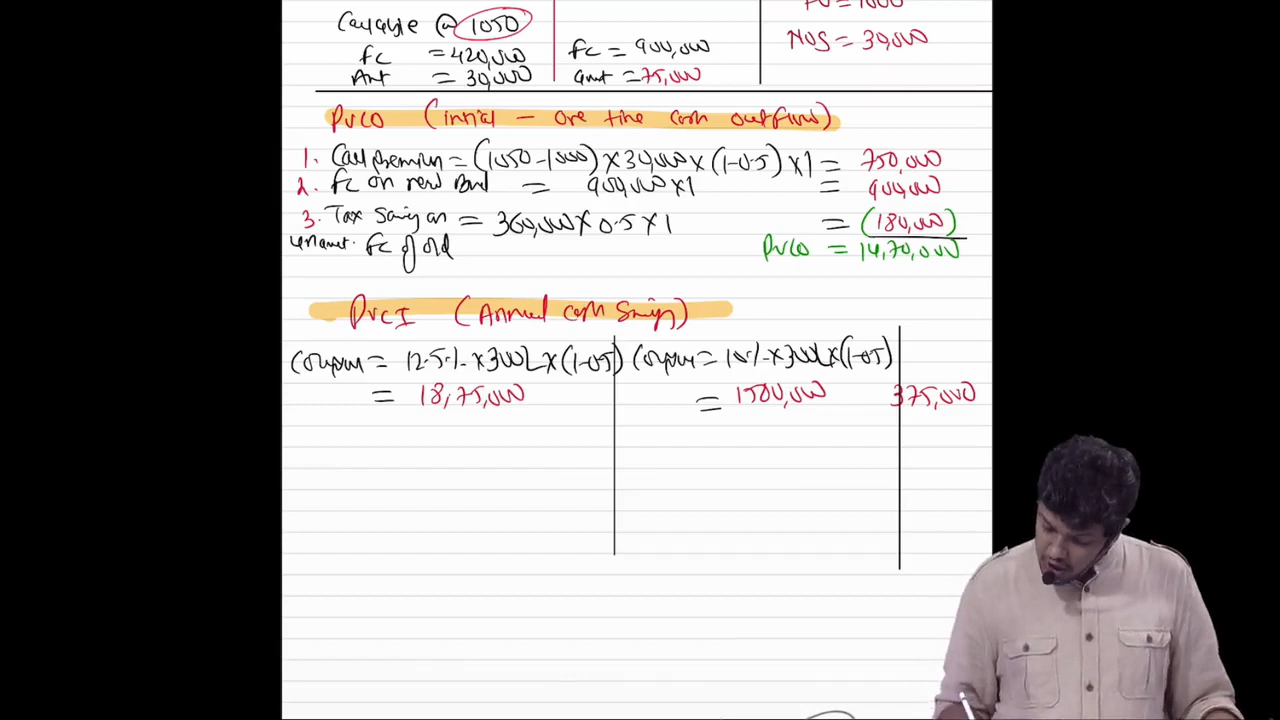 Callable @ 1050
fc = 420,000
Amt = 30,000
fc = 900,000
amt = 75,000
FV = 1000
NOS = 30,000
PVCO (initial - One time cash outflow)
1. Call premium = (1050-1000) × 30,000 × (1-0.5) × 1 = 750,000
2. fc on new Bond = 900,000 × 1 = 900,000
3. Tax Saving on = 360,000 × 0.5 × 1 = (180,000)
unamort. fc of old
PVCO = 14,70,000
PVCI (Annual cash Savings)
Coupon = 12.5% × 300L × (1-0.5)
= 18,75,000
Coupon = 10% × 300L × (1-0.5)
= 1500,000
375,000